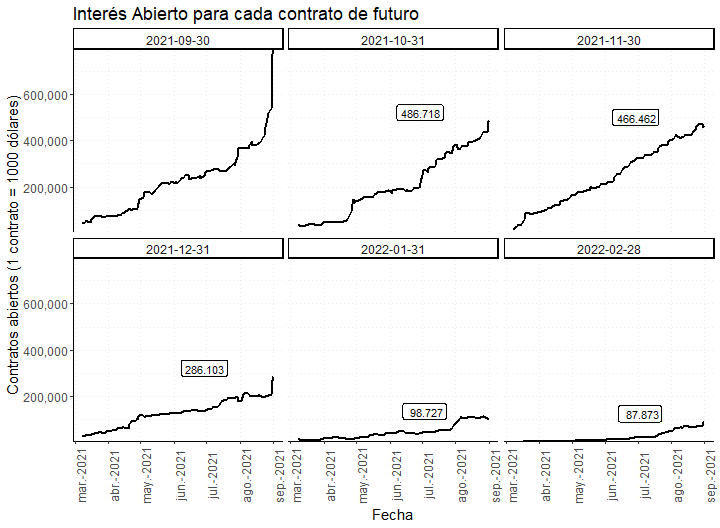 Interés Abierto para cada contrato de futuro
2021-09-30
2021-10-31
2021-11-30
600,000
400,000
200,000
486.718
466.462
Contratos abiertos (1 contrato = 1000 dólares)
2021-12-31
2022-01-31
2022-02-28
600,000
400,000
200,000
286.103
98.727
87.873
mar.-2021
abr.-2021
may.-2021
jun.-2021
jul.-2021
ago.-2021
sep.-2021
mar.-2021
abr.-2021
may.-2021
jun.-2021
jul.-2021
ago.-2021
sep.-2021
mar.-2021
abr.-2021
may.-2021
jun.-2021
jul.-2021
ago.-2021
sep.-2021
Fecha